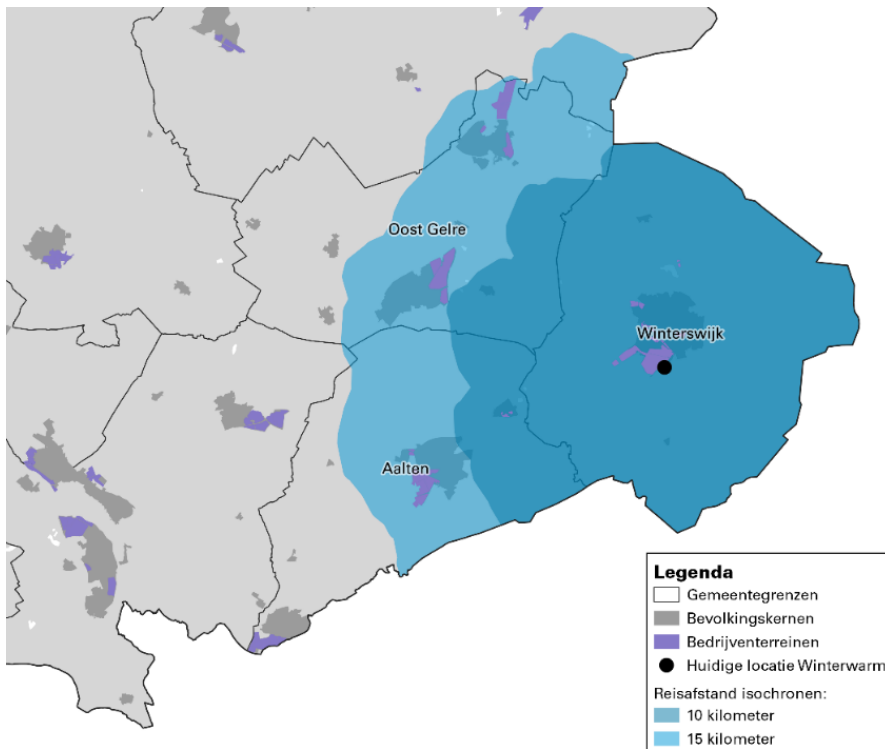 Oost Gelre
Winterswijk
Aalten
Legenda
Gemeentegrenzen
Bevolkingskernen
Bedrijventerreinen
Huidige locatie Winterwarm
Reisafstand isochronen:
10 kilometer
15 kilometer